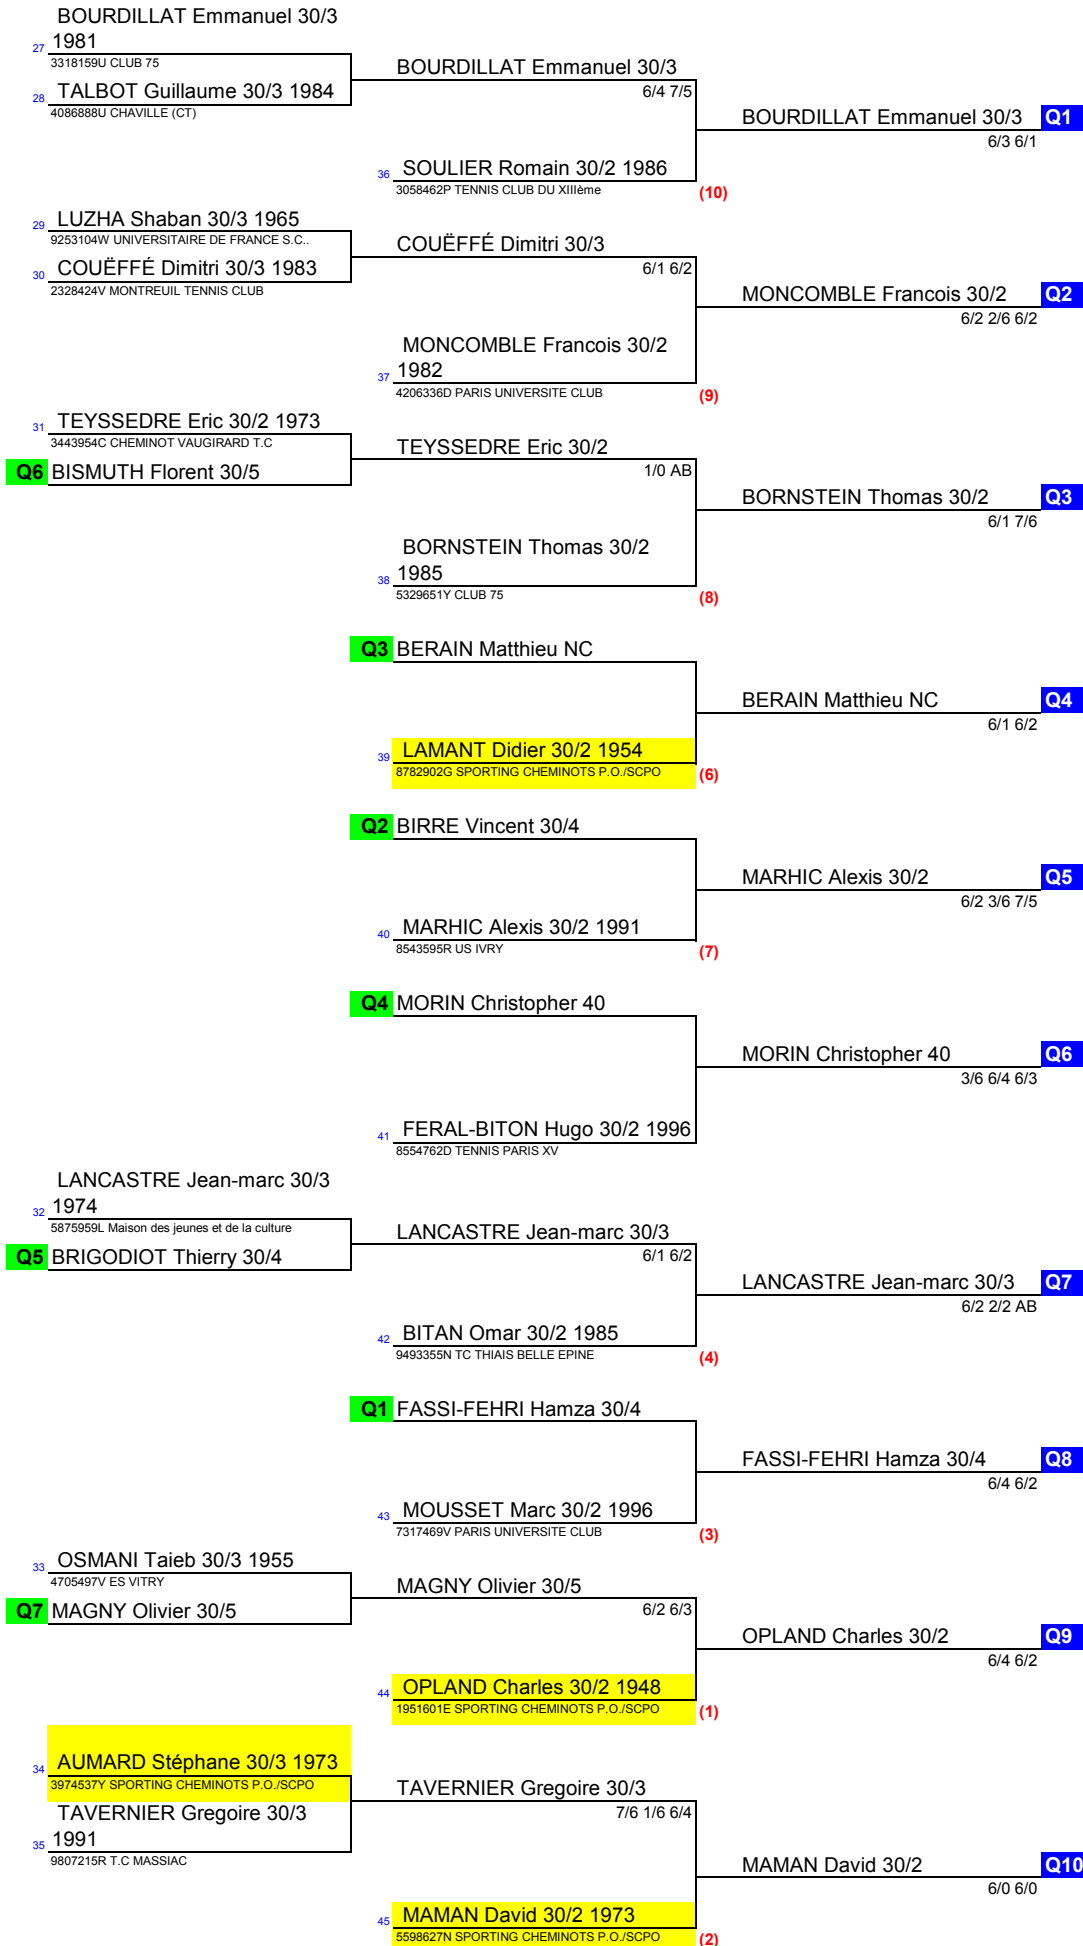 BOURDILLAT Emmanuel 30/3
27 1981
3318159U CLUB 75
28 TALBOT Guillaume 30/3 1984
4086888U CHAVILLE (CT)
BOURDILLAT Emmanuel 30/3
6/4 7/5
36 SOULIER Romain 30/2 1986
3058462P TENNIS CLUB DU XIIIème
(10)
BOURDILLAT Emmanuel 30/3 Q1
6/3 6/1
29 LUZHA Shaban 30/3 1965
9253104W UNIVERSITAIRE DE FRANCE S.C..
30 COUËFFÉ Dimitri 30/3 1983
2328424V MONTREUIL TENNIS CLUB
COUËFFÉ Dimitri 30/3
6/1 6/2
MONCOMBLE Francois 30/2
37 1982
4206336D PARIS UNIVERSITE CLUB
(9)
MONCOMBLE Francois 30/2 Q2
6/2 2/6 6/2
31 TEYSSEDRE Eric 30/2 1973
3443954C CHEMINOT VAUGIRARD T.C
Q6 BISMUTH Florent 30/5
TEYSSEDRE Eric 30/2
1/0 AB
BORNSTEIN Thomas 30/2
38 1985
5329651Y CLUB 75
(8)
BORNSTEIN Thomas 30/2 Q3
6/1 7/6
Q3 BERAIN Matthieu NC
39 LAMANT Didier 30/2 1954
8782902G SPORTING CHEMINOTS P.O./SCPO
(6)
BERAIN Matthieu NC Q4
6/1 6/2
Q2 BIRRE Vincent 30/4
40 MARHIC Alexis 30/2 1991
8543595R US IVRY
(7)
MARHIC Alexis 30/2 Q5
6/2 3/6 7/5
Q4 MORIN Christopher 40
41 FERAL-BITON Hugo 30/2 1996
8554762D TENNIS PARIS XV
MORIN Christopher 40 Q6
3/6 6/4 6/3
LANCASTRE Jean-marc 30/3
32 1974
5875959L Maison des jeunes et de la culture
Q5 BRIGODIOT Thierry 30/4
LANCASTRE Jean-marc 30/3
6/1 6/2
42 BITAN Omar 30/2 1985
9493355N TC THIAIS BELLE EPINE
(4)
LANCASTRE Jean-marc 30/3 Q7
6/2 2/2 AB
Q1 FASSI-FEHRI Hamza 30/4
43 MOUSSET Marc 30/2 1996
7317469V PARIS UNIVERSITE CLUB
(3)
FASSI-FEHRI Hamza 30/4 Q8
6/4 6/2
33 OSMANI Taieb 30/3 1955
4705497V ES VITRY
Q7 MAGNY Olivier 30/5
MAGNY Olivier 30/5
6/2 6/3
44 OPLAND Charles 30/2 1948
1951601E SPORTING CHEMINOTS P.O./SCPO
(1)
OPLAND Charles 30/2 Q9
6/4 6/2
34 AUMARD Stéphane 30/3 1973
3974537Y SPORTING CHEMINOTS P.O./SCPO
TAVERNIER Gregoire 30/3
35 1991
9807215R T.C MASSIAC
TAVERNIER Gregoire 30/3
7/6 1/6 6/4
45 MAMAN David 30/2 1973
5598627N SPORTING CHEMINOTS P.O./SCPO
(2)
MAMAN David 30/2 Q10
6/0 6/0